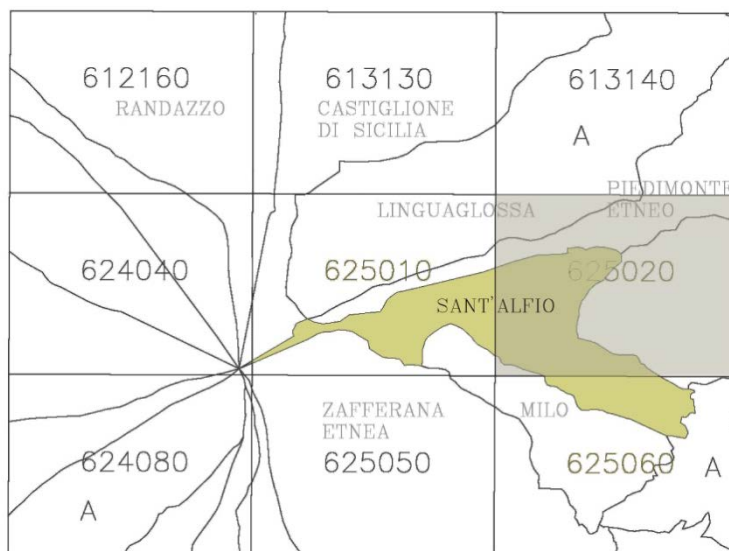 612160
RANDAZZO
613130
CASTIGLIONE
DI SICILIA
613140
A
624040
LINGUAGLOSSA
625010
PIEDIMONTE
ETNEO
625020
SANT'ALFIO
624080
A
ZAFFERANA
ETNEA
625050
MILO
625060
A